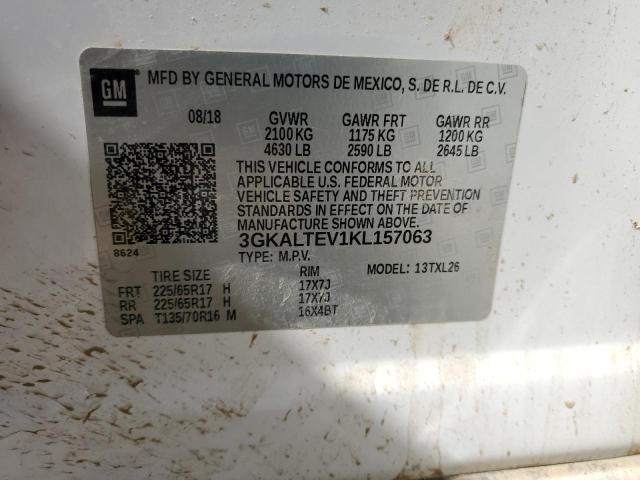 GM MFD BY GENERAL MOTORS DE MEXICO, S. DE R.L. DE C.V.
08/18 GVWR GAWR FRT GAWR RR
2100 KG 1175 KG 1200 KG
4630 LB 2590 LB 2645 LB
THIS VEHICLE CONFORMS TO ALL
APPLICABLE U.S. FEDERAL MOTOR
VEHICLE SAFETY AND THEFT PREVENTION
STANDARDS IN EFFECT ON THE DATE OF
MANUFACTURE SHOWN ABOVE.
3GKALTEV1KL157063
8624
TYPE: M.P.V. MODEL: 13TXL26
TIRE SIZE RIM
FRT 225/65R17 H 17X7J
RR 225/65R17 H 17X7J
SPA T135/70R16 M 16X4BT